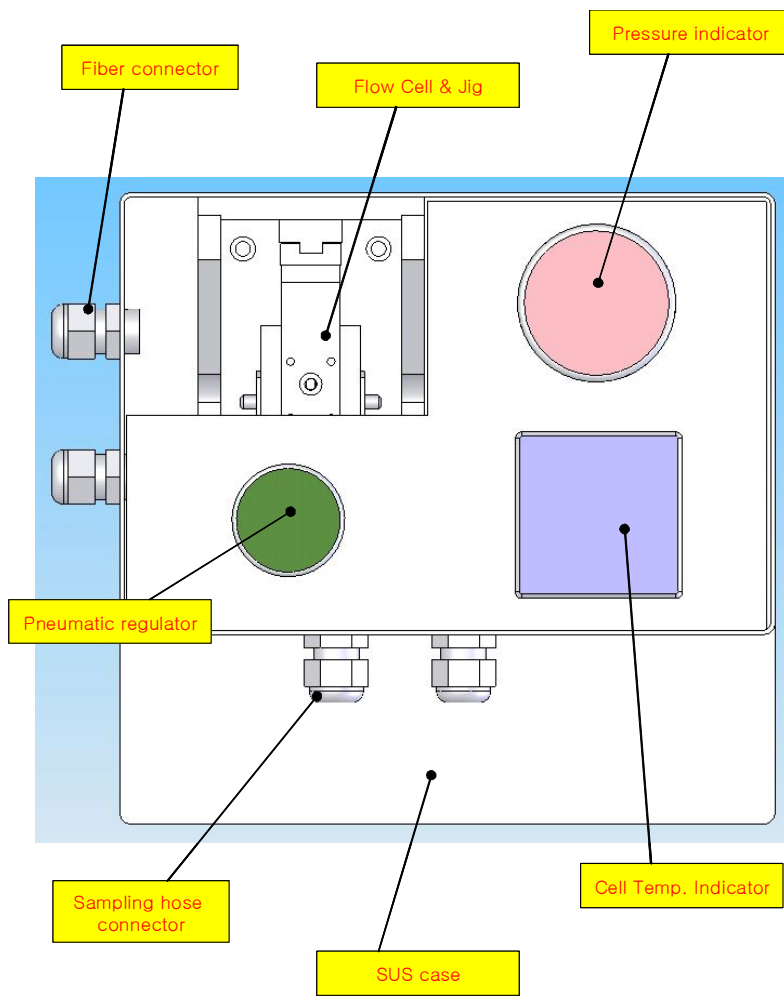 Pressure indicator
Fiber connector
Flow Cell & Jig
Pneumatic regulator
Cell Temp. Indicator
Sampling hose
connector
SUS case